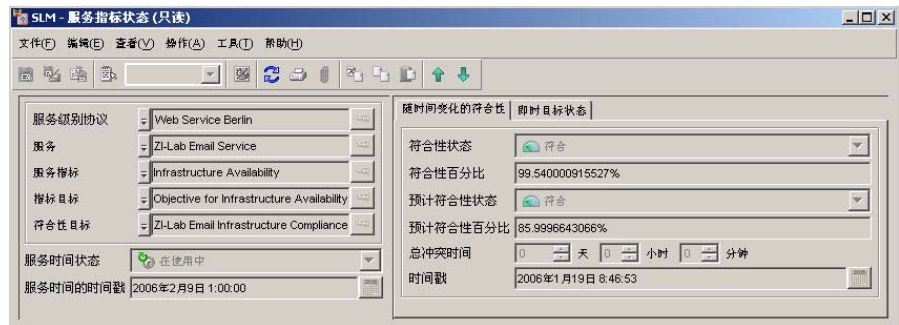 SLM - 服务指标状态 (只读)
文件(F) 编辑(E) 查看(V) 操作(A) 工具(T) 帮助(H)
服务级别协议 Web Service Berlin
服务 ZI-Lab Email Service
服务指标 Infrastructure Availability
指标目标 Objective for Infrastructure Availability
符合性目标 ZI-Lab Email Infrastructure Compliance
服务时间状态 在使用中
服务时间的时间戳 2006年2月9日 1:00:00
随时间变化的符合性 即时目标状态
符合性状态 符合
符合性百分比 99.540000915527%
预计符合性状态 符合
预计符合性百分比 85.9996643066%
总冲突时间 0 天 0 小时 0 分钟
时间戳 2006年1月19日 8:46:53